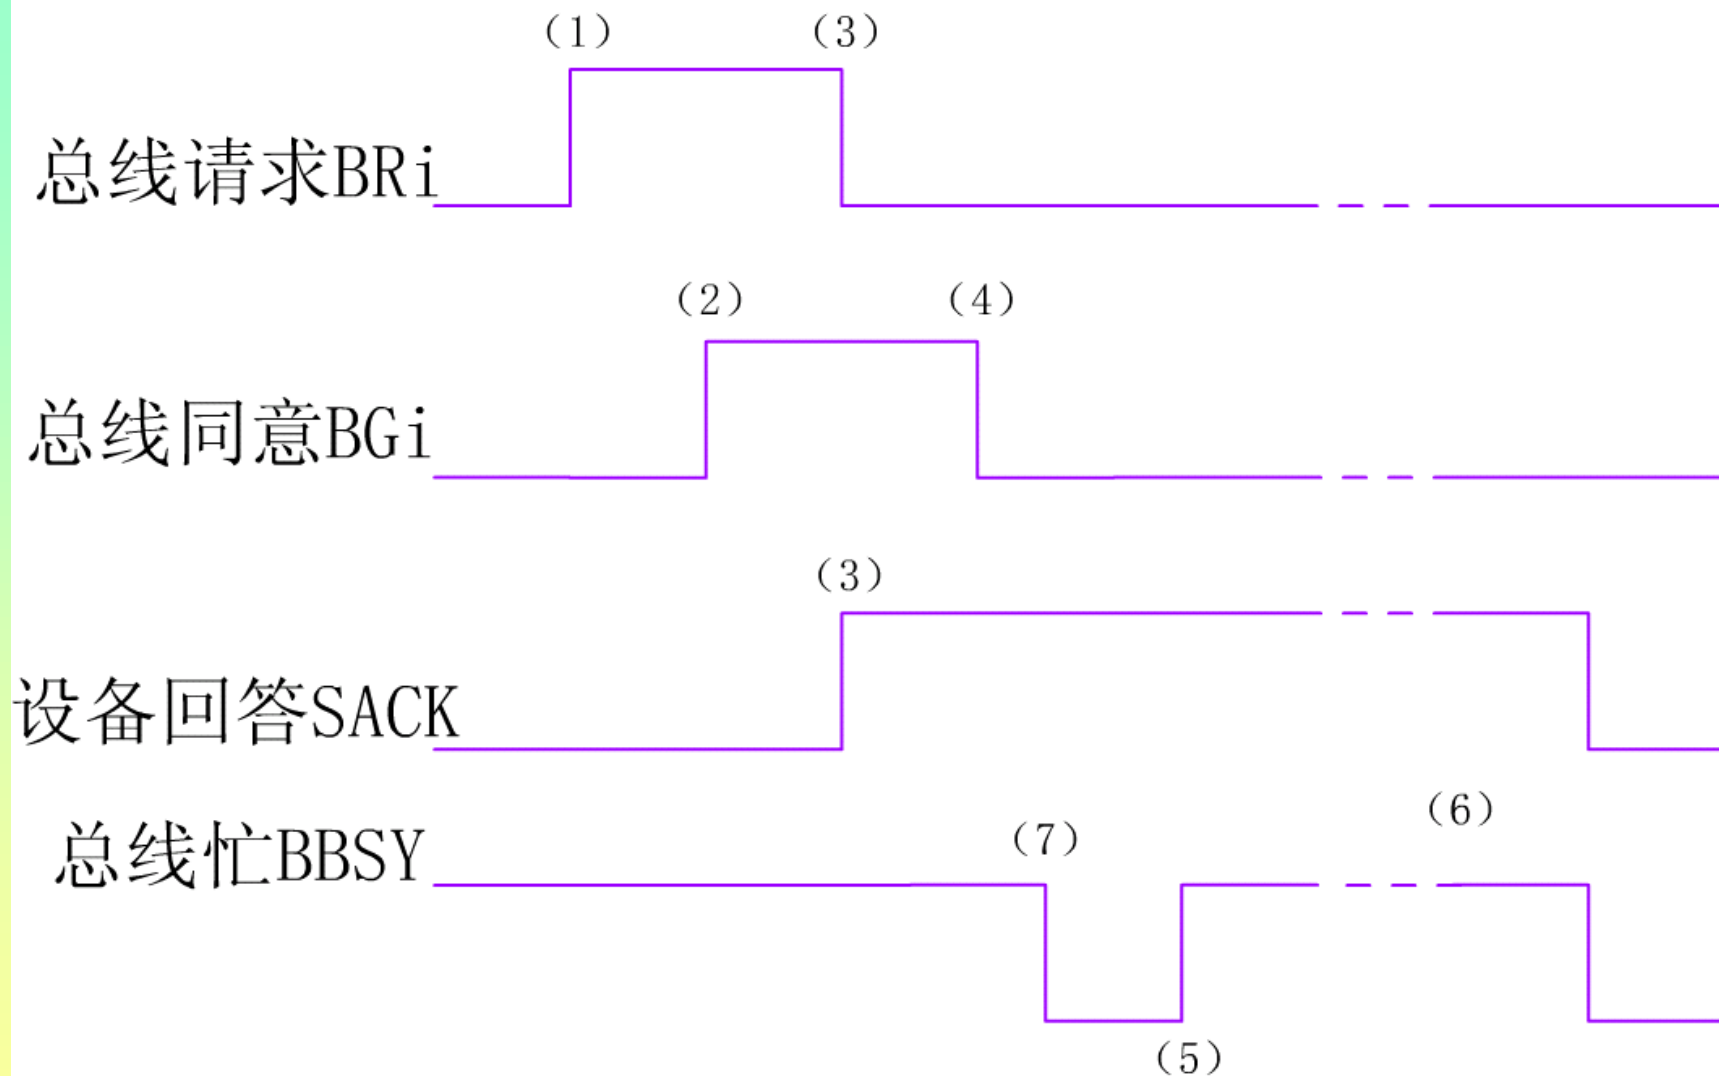 （1） （3）
总线请求BRi
（2） （4）
总线同意BGi
（3）
设备回答SACK
（6）
（7）
总线忙BBSY
（5）